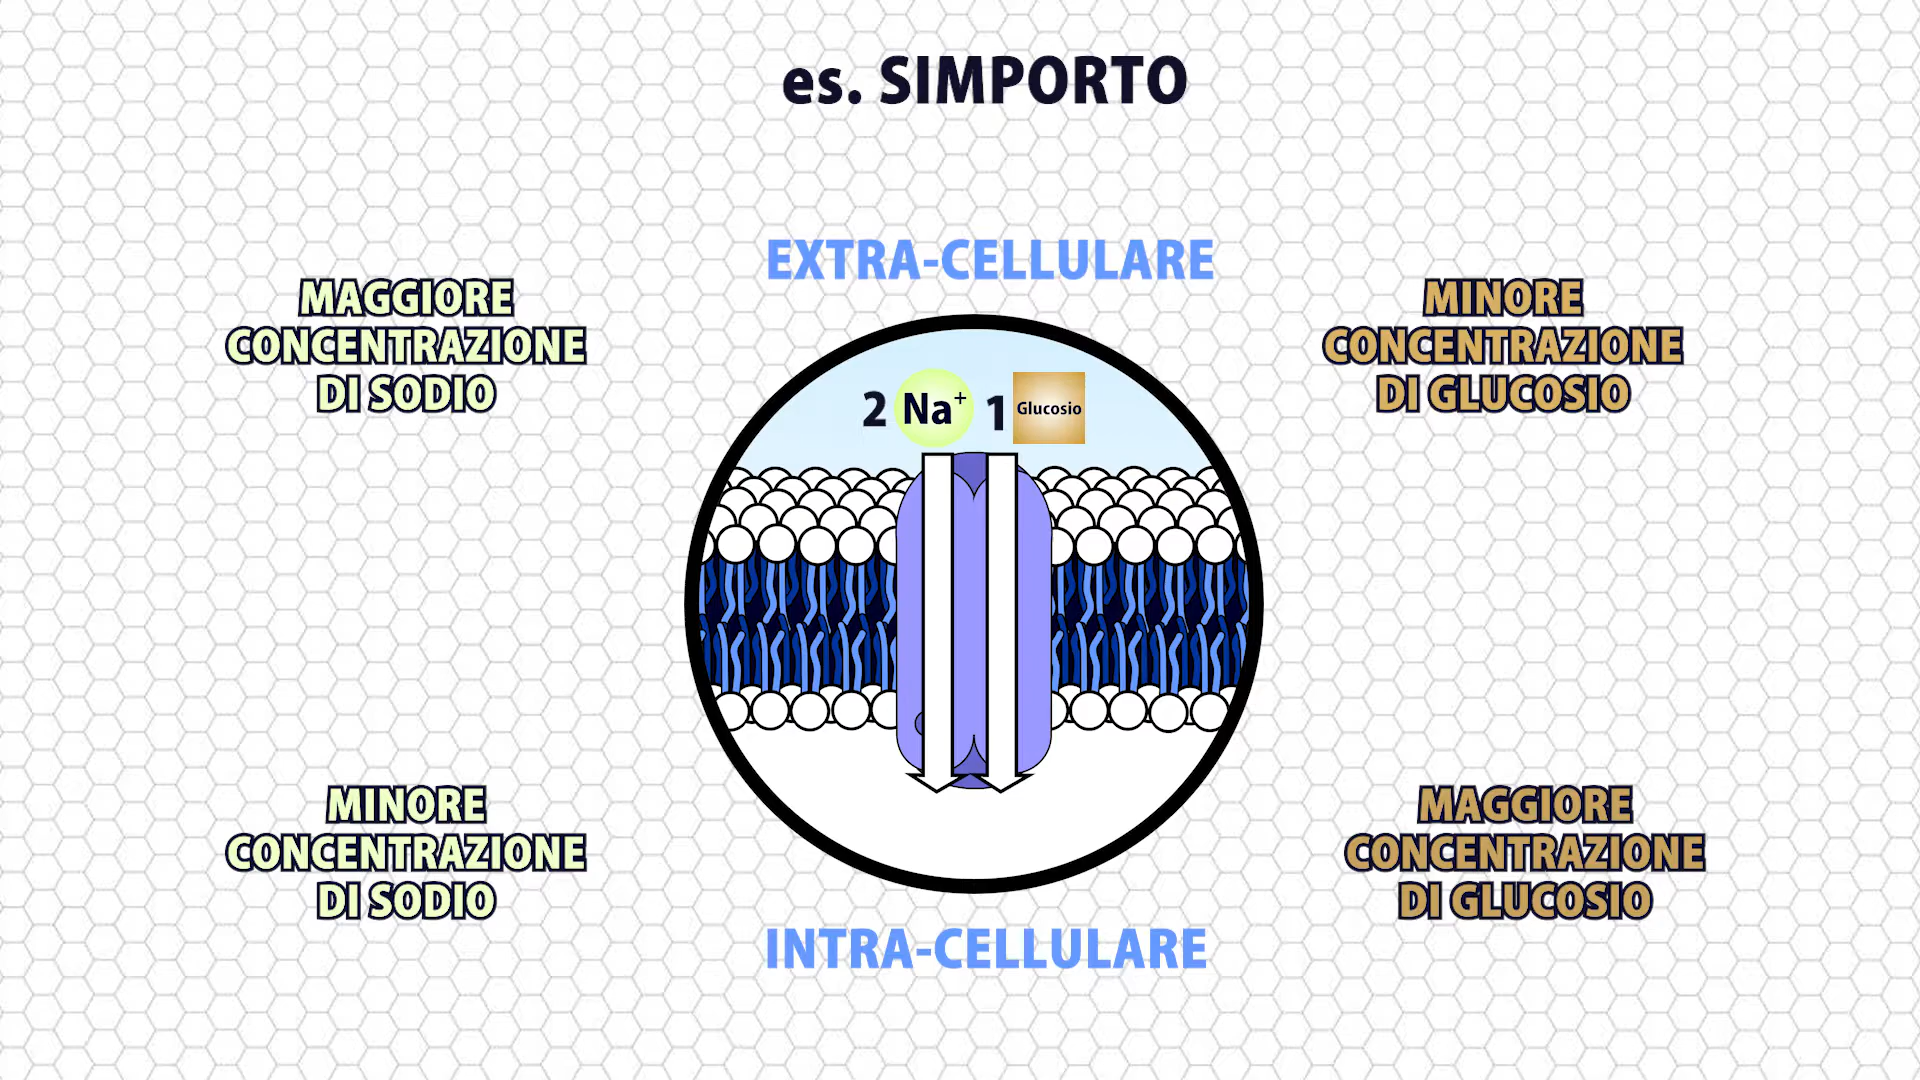 es. SIMPORTO
EXTRA-CELLULARE
MAGGIORE
CONCENTRAZIONE
DI SODIO
MINORE
CONCENTRAZIONE
DI GLUCOSIO
2 Na+ 1 Glucosio
MINORE
CONCENTRAZIONE
DI SODIO
MAGGIORE
CONCENTRAZIONE
DI GLUCOSIO
INTRA-CELLULARE